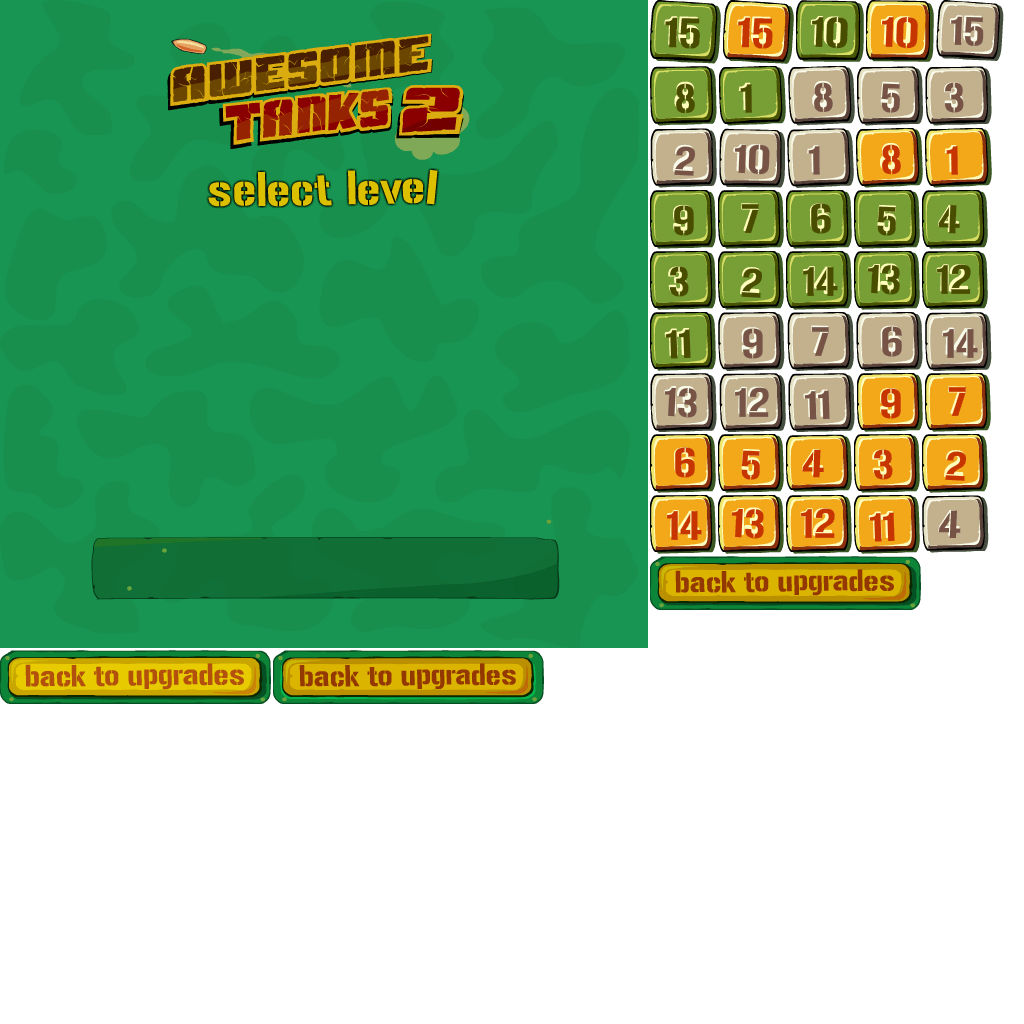 AWESOME
TANKS 2
select level
15 15 10 10 15
8 1 8 5 3
2 10 1 8 1
9 7 6 5 4
3 2 14 13 12
11 9 7 6 14
13 12 11 9 7
6 5 4 3 2
14 13 12 11 4
back to upgrades
back to upgrades back to upgrades